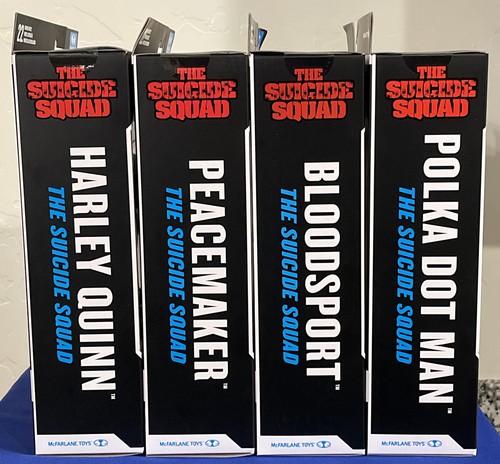 THE
SUICIDE
SQUAD
HARLEY QUINN™
THE SUICIDE SQUAD
McFARLANE TOYS
THE
SUICIDE
SQUAD
PEACEMAKER™
THE SUICIDE SQUAD
McFARLANE TOYS
THE
SUICIDE
SQUAD
BLOODSPORT™
THE SUICIDE SQUAD
McFARLANE TOYS
THE
SUICIDE
SQUAD
POLKA DOT MAN™
THE SUICIDE SQUAD
McFARLANE TOYS
22